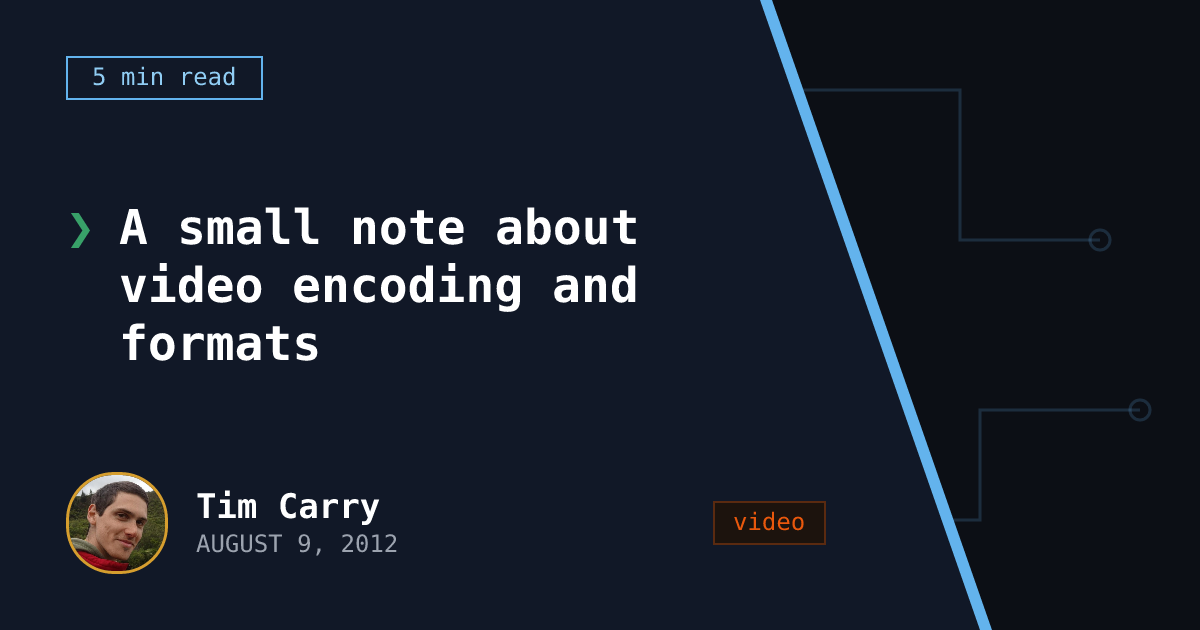 5 min read
❯ A small note about
video encoding and
formats
Tim Carry
AUGUST 9, 2012
video